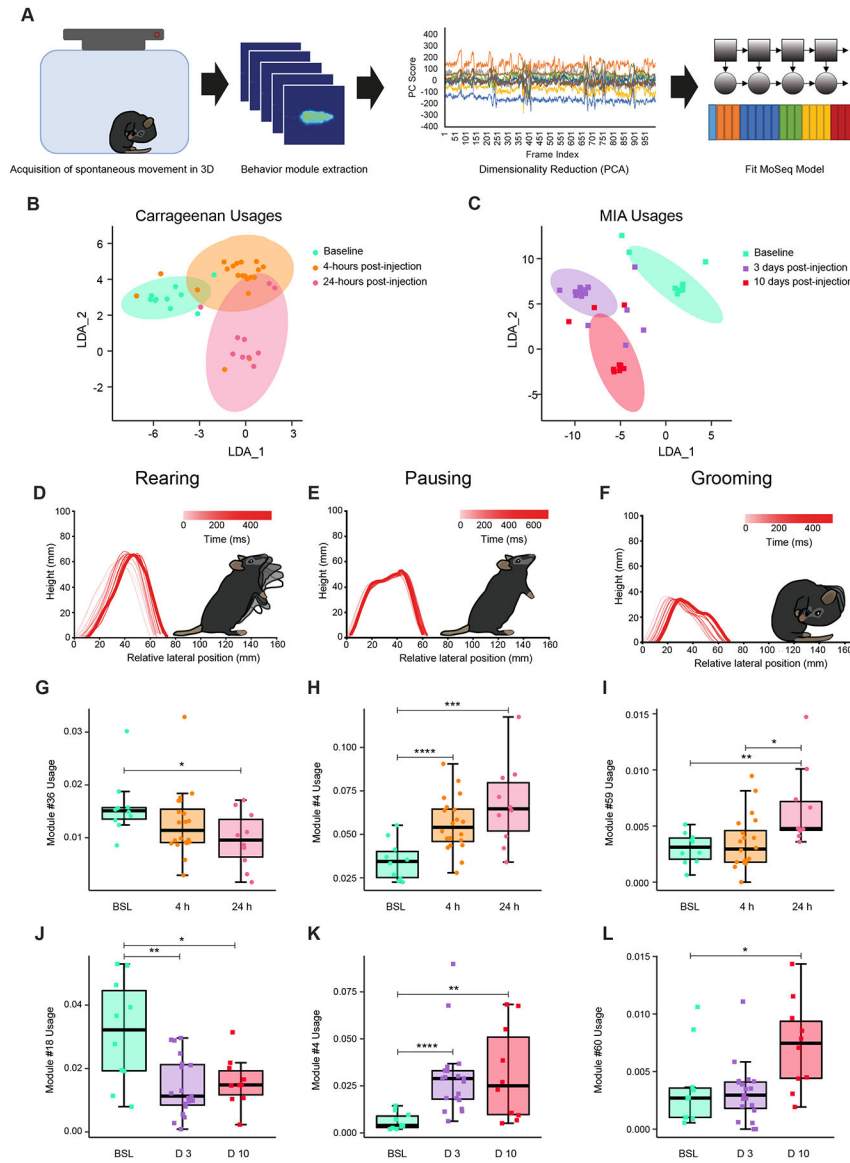 A
400
300
200
100
0
-100
-200
-300
-400
PC Score
1
51
101
151
201
251
301
351
401
451
501
551
601
651
701
751
801
851
901
951
Frame Index
Acquisition of spontaneous movement in 3D
Behavior module extraction
Dimensionality Reduction (PCA)
Fit MoSeq Model
B
Carrageenan Usages
6
4
2
0
-2
LDA_2
-6
-3
0
3
LDA_1
Baseline
4-hours post-injection
24-hours post-injection
C
MIA Usages
10
5
0
-5
LDA_2
-10
-5
0
5
LDA_1
Baseline
3 days post-injection
10 days post-injection
Rearing
Pausing
Grooming
D
0 200 400
Time (ms)
100
80
60
40
20
0
Height (mm)
0 20 40 60 80 100 120 140 160
Relative lateral position (mm)
E
0 200 400 600
Time (ms)
100
80
60
40
20
0
Height (mm)
0 20 40 60 80 100 120 140 160
Relative lateral position (mm)
F
0 200 400
Time (ms)
100
80
60
40
20
0
Height (mm)
0 20 40 60 80 100 120 140 160
Relative lateral position (mm)
G
0.03
0.02
0.01
Module #36 Usage
*
BSL 4 h 24 h
H
0.100
0.075
0.050
0.025
Module #4 Usage
***
****
BSL 4 h 24 h
I
0.015
0.010
0.005
0.000
Module #59 Usage
*
**
BSL 4 h 24 h
J
0.04
0.02
0.00
Module #18 Usage
*
**
BSL D 3 D 10
K
0.075
0.050
0.025
0.000
Module #4 Usage
**
****
BSL D 3 D 10
L
0.015
0.010
0.005
0.000
Module #60 Usage
*
BSL D 3 D 10